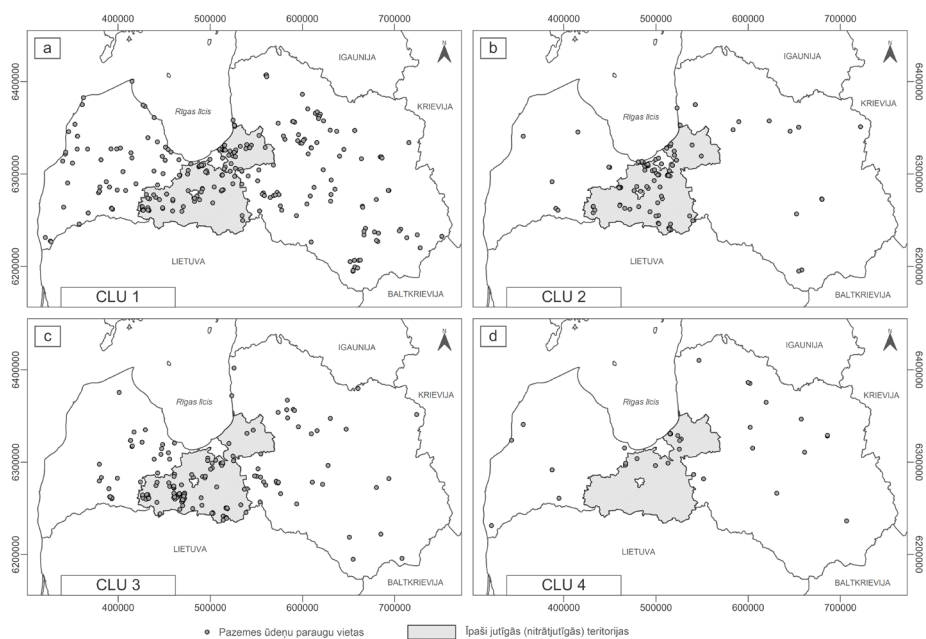 400000 500000 600000 700000
400000 500000 600000 700000
a
N
IGAUNIJA
KRIEVIJA
Rīgas līcis
LIETUVA
BALTKRIEVIJA
CLU 1
6400000
6300000
6200000
b
N
IGAUNIJA
KRIEVIJA
Rīgas līcis
LIETUVA
BALTKRIEVIJA
CLU 2
6400000
6300000
6200000
c
N
IGAUNIJA
KRIEVIJA
Rīgas līcis
LIETUVA
BALTKRIEVIJA
CLU 3
6400000
6300000
6200000
d
N
IGAUNIJA
KRIEVIJA
Rīgas līcis
LIETUVA
BALTKRIEVIJA
CLU 4
6400000
6300000
6200000
400000 500000 600000 700000
400000 500000 600000 700000
Pazemes ūdeņu paraugu vietas
Īpaši jutīgās (nitrātjutīgās) teritorijas